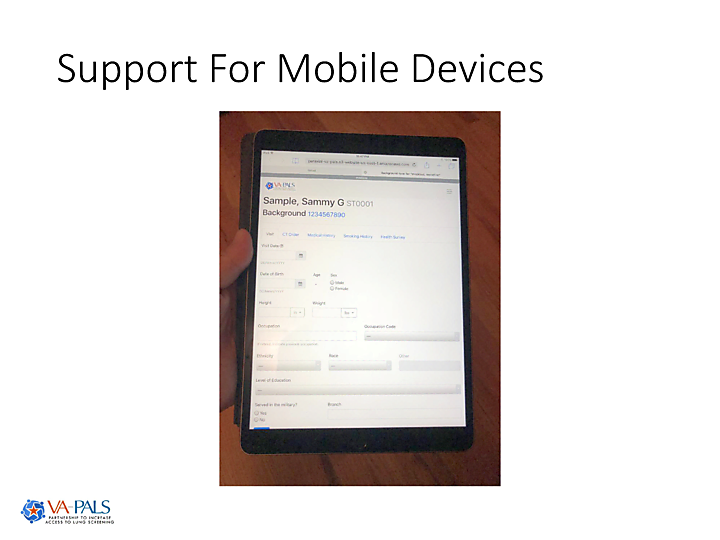 Support For Mobile Devices
VA-PALS
Sample, Sammy G ST0001
Background 1234567890
Visit CT Order Medical History Smoking History Health Survey
Visit Date
Date of Birth Age Sex
Male
Female
Height Weight
Occupation Occupation Code
Ethnicity Race Other
Level of Education
Served in the military? Branch
Yes
No
VA-PALS
PARTNERSHIP TO INCREASE
ACCESS TO LUNG SCREENING